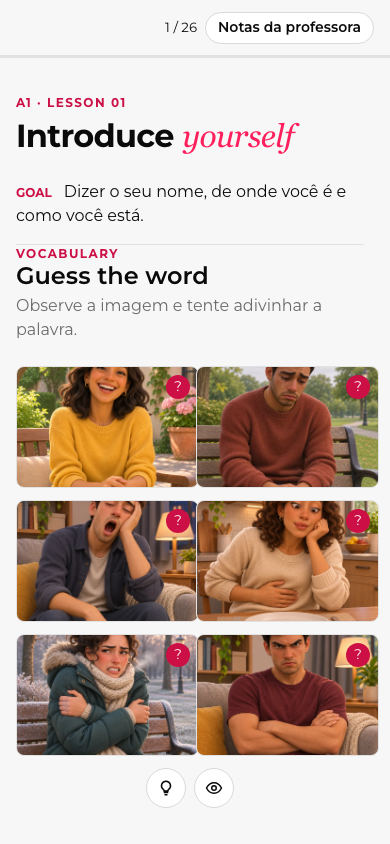 1 / 26
Notas da professora
A1 · LESSON 01
Introduce yourself
GOAL Dizer o seu nome, de onde você é e
como você está.
VOCABULARY
Guess the word
Observe a imagem e tente adivinhar a
palavra.
?
?
?
?
?
?